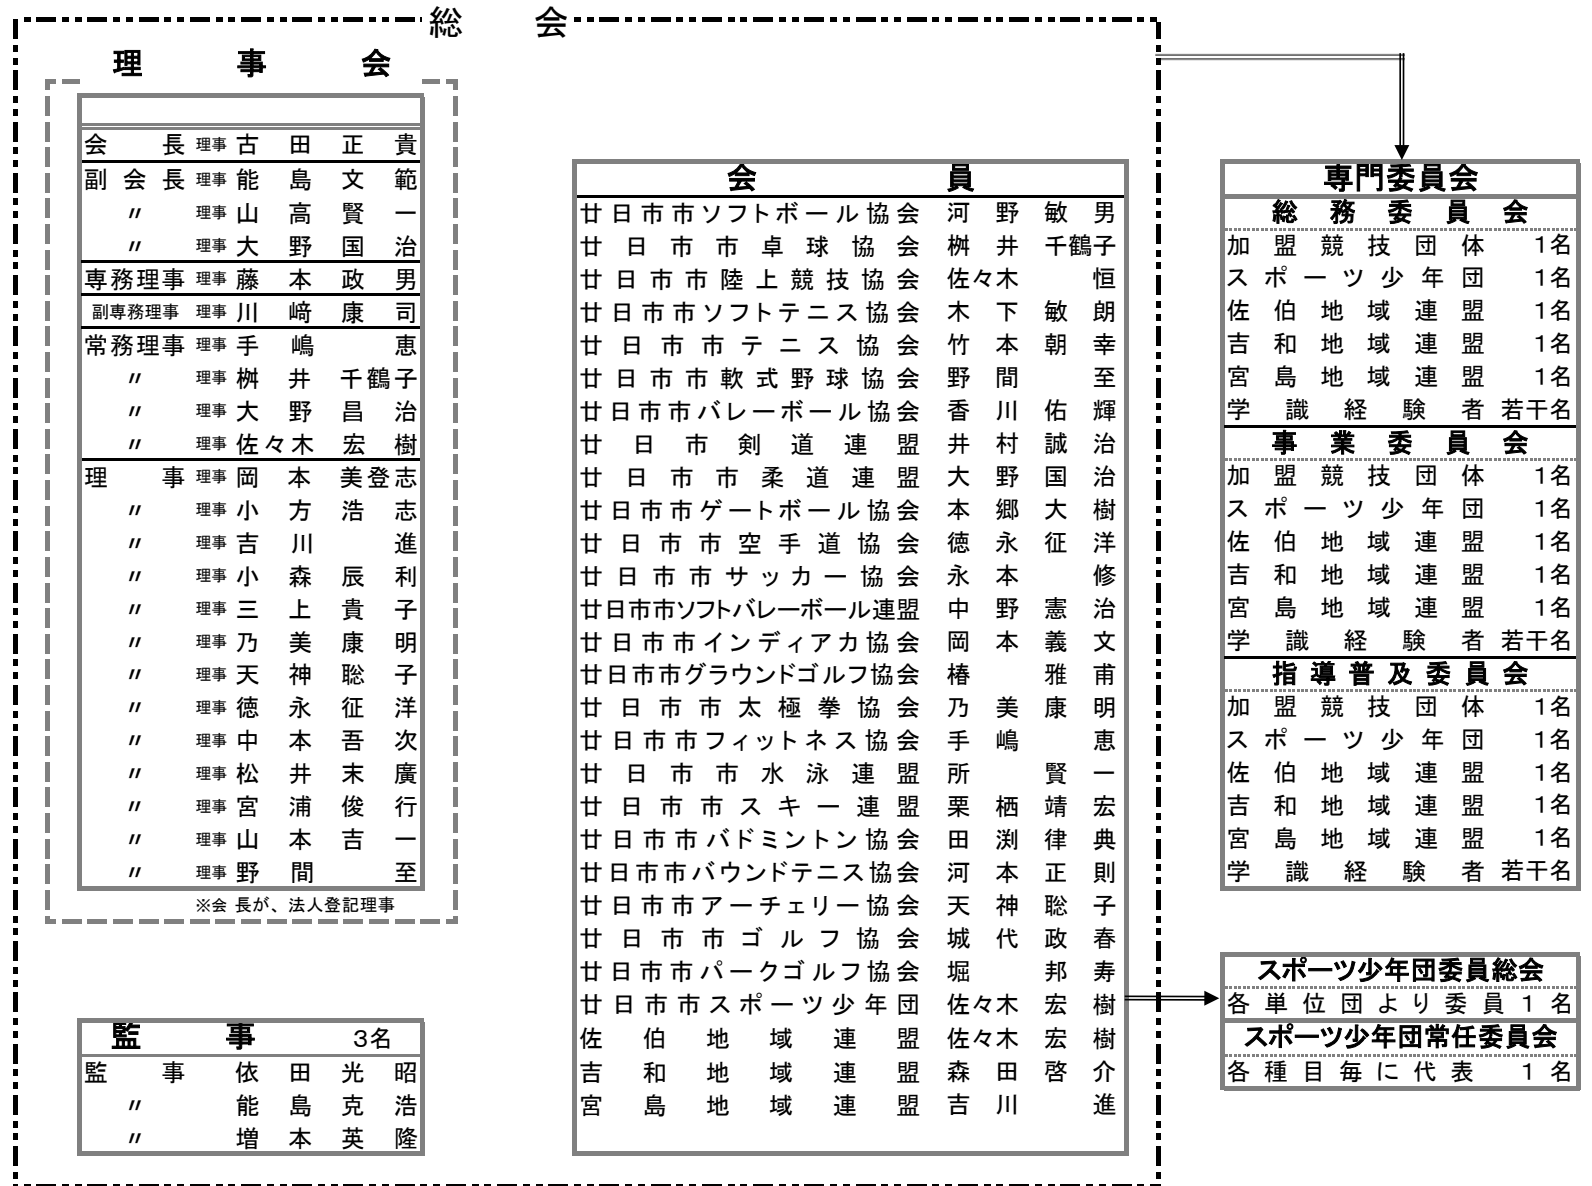 総会
理事会
会長 理事 古田正貴
副会長 理事 能島文範
〃 理事 山高賢一
〃 理事 大野国治
専務理事 理事 藤本政男
副専務理事 理事 川﨑康司
常務理事 理事 手嶋恵
〃 理事 桝井千鶴子
〃 理事 大野昌治
〃 理事 佐々木宏樹
理事 理事 岡本美登志
〃 理事 小方浩志
〃 理事 吉川進
〃 理事 小森辰利
〃 理事 三上貴子
〃 理事 乃美康明
〃 理事 天神聡子
〃 理事 徳永征洋
〃 理事 中本吾次
〃 理事 松井末廣
〃 理事 宮浦俊行
〃 理事 山本吉一
〃 理事 野間至
※会長が、法人登記理事
監事 3名
監事 依田光昭
〃 能島克浩
〃 増本英隆
会員
廿日市市ソフトボール協会 河野敏男
廿日市市卓球協会 桝井千鶴子
廿日市市陸上競技協会 佐々木恒
廿日市市ソフトテニス協会 木下敏朗
廿日市市テニス協会 竹本朝幸
廿日市市軟式野球協会 野間至
廿日市市バレーボール協会 香川佑輝
廿日市剣道連盟 井村誠治
廿日市市柔道連盟 大野国治
廿日市市ゲートボール協会 本郷大樹
廿日市市空手道協会 徳永征洋
廿日市市サッカー協会 永本修
廿日市市ソフトバレーボール連盟 中野憲治
廿日市市インディアカ協会 岡本義文
廿日市市グラウンドゴルフ協会 椿雅甫
廿日市市太極拳協会 乃美康明
廿日市市フィットネス協会 手嶋恵
廿日市市水泳連盟 所賢一
廿日市市スキー連盟 栗栖靖宏
廿日市市バドミントン協会 田渕律典
廿日市市バウンドテニス協会 河本正則
廿日市市アーチェリー協会 天神聡子
廿日市市ゴルフ協会 城代政春
廿日市市パークゴルフ協会 堀邦寿
廿日市市スポーツ少年団 佐々木宏樹
佐伯地域連盟 佐々木宏樹
吉和地域連盟 森田啓介
宮島地域連盟 吉川進
専門委員会
総務委員会
加盟競技団体 1名
スポーツ少年団 1名
佐伯地域連盟 1名
吉和地域連盟 1名
宮島地域連盟 1名
学識経験者 若干名
事業委員会
加盟競技団体 1名
スポーツ少年団 1名
佐伯地域連盟 1名
吉和地域連盟 1名
宮島地域連盟 1名
学識経験者 若干名
指導普及委員会
加盟競技団体 1名
スポーツ少年団 1名
佐伯地域連盟 1名
吉和地域連盟 1名
宮島地域連盟 1名
学識経験者 若干名
スポーツ少年団委員総会
各単位団より委員1名
スポーツ少年団常任委員会
各種目毎に代表 1名